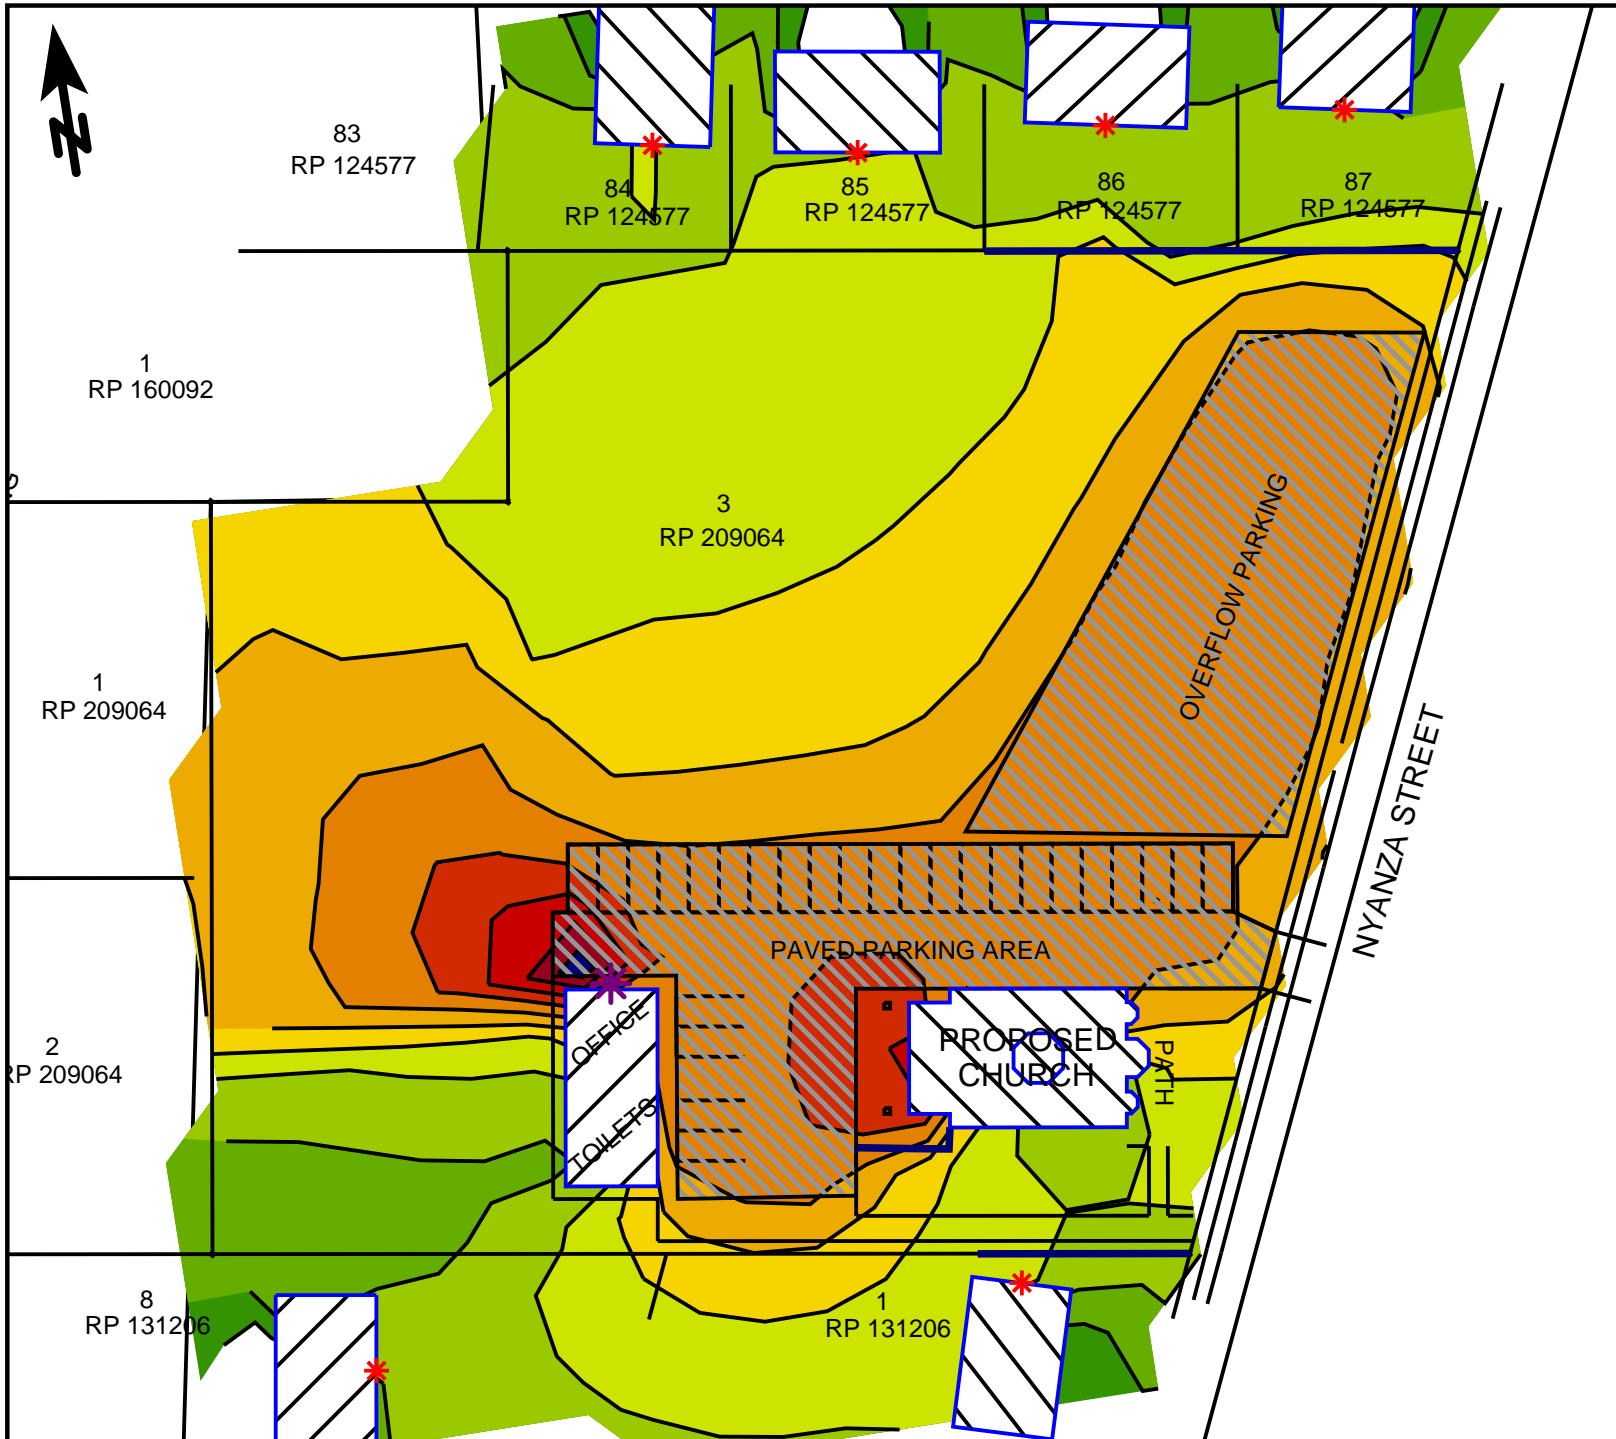 N
83
RP 124577
84
RP 124577
85
RP 124577
86
RP 124577
87
RP 124577
1
RP 160092
3
RP 209064
OVERFLOW PARKING
1
RP 209064
NYANZA STREET
PAVED PARKING AREA
OFFICE
TOILETS
PROPOSED
CHURCH
PATH
2
RP 209064
8
RP 131206
1
RP 131206